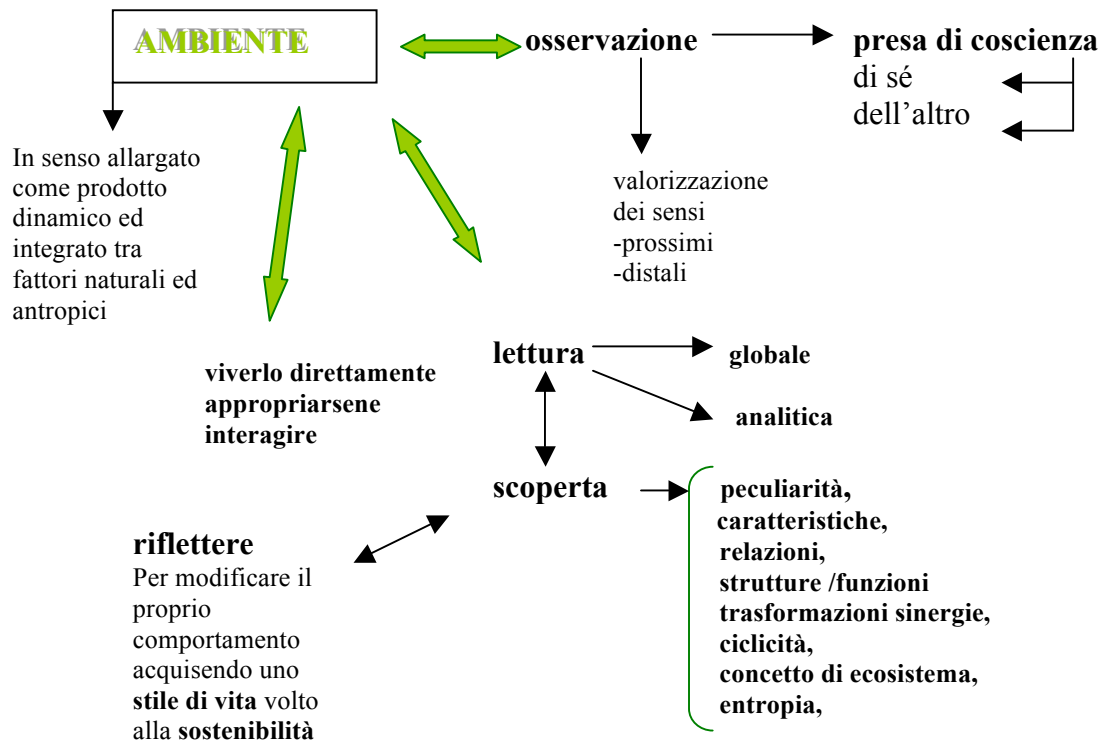 AMBIENTE
osservazione
presa di coscienza
di sé
dell’altro
In senso allargato
come prodotto
dinamico ed
integrato tra
fattori naturali ed
antropici
valorizzazione
dei sensi
-prossimi
-distali
viverlo direttamente
appropriarsene
interagire
lettura
globale
analitica
scoperta
peculiarità,
caratteristiche,
relazioni,
strutture /funzioni
trasformazioni sinergie,
ciclicità,
concetto di ecosistema,
entropia,
riflettere
Per modificare il
proprio
comportamento
acquisendo uno
stile di vita volto
alla sostenibilità